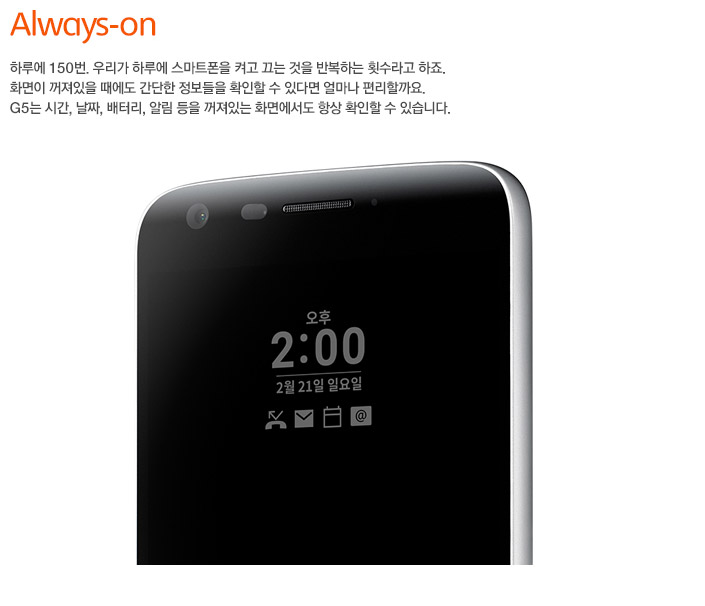 Always-on
하루에 150번. 우리가 하루에 스마트폰을 켜고 끄는 것을 반복하는 횟수라고 하죠.
화면이 꺼져있을 때에도 간단한 정보들을 확인할 수 있다면 얼마나 편리할까요.
G5는 시간, 날짜, 배터리, 알림 등을 꺼져있는 화면에서도 항상 확인할 수 있습니다.
오후
2:00
2월 21일 일요일
@